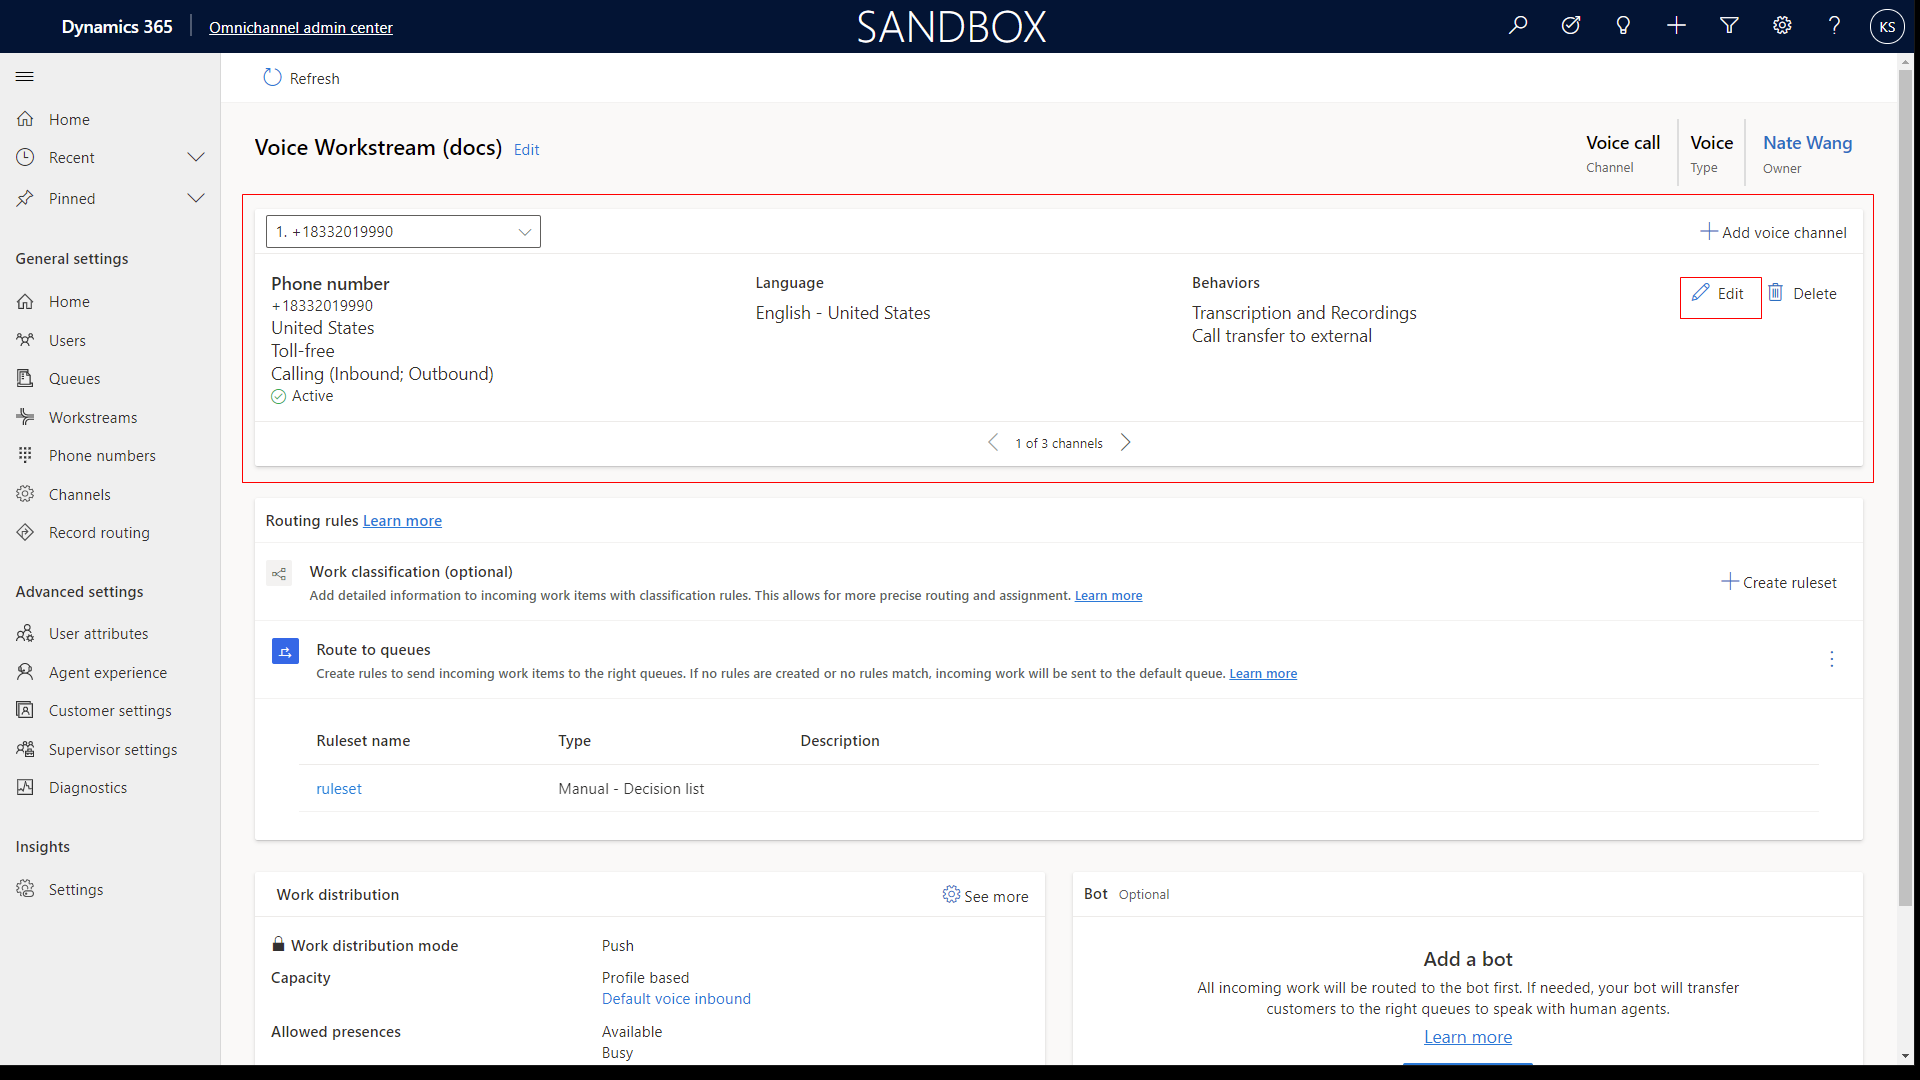 Dynamics 365
Omnichannel admin center
SANDBOX
KS
Home
Recent
Pinned
General settings
Home
Users
Queues
Workstreams
Phone numbers
Channels
Record routing
Advanced settings
User attributes
Agent experience
Customer settings
Supervisor settings
Diagnostics
Insights
Settings
Refresh
Voice Workstream (docs) Edit
Voice call
Channel
Voice
Type
Nate Wang
Owner
1. +18332019990
Add voice channel
Phone number
+18332019990
United States
Toll-free
Calling (Inbound; Outbound)
Active
Language
English - United States
Behaviors
Transcription and Recordings
Call transfer to external
Edit
Delete
1 of 3 channels
Routing rules Learn more
Work classification (optional)
Add detailed information to incoming work items with classification rules. This allows for more precise routing and assignment. Learn more
Create ruleset
Route to queues
Create rules to send incoming work items to the right queues. If no rules are created or no rules match, incoming work will be sent to the default queue. Learn more
Ruleset name Type Description
ruleset Manual - Decision list
Work distribution
See more
Work distribution mode Push
Capacity Profile based
Default voice inbound
Allowed presences Available
Busy
Bot Optional
Add a bot
All incoming work will be routed to the bot first. If needed, your bot will transfer
customers to the right queues to speak with human agents.
Learn more